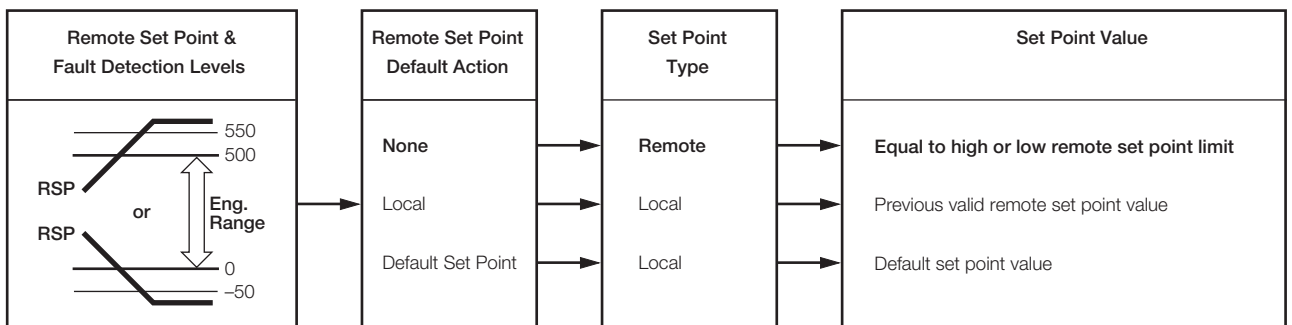 Remote Set Point &
Fault Detection Levels
550
500
RSP
or
Eng.
Range
RSP
0
–50
Remote Set Point
Default Action
None
Local
Default Set Point
Set Point
Type
Remote
Local
Local
Set Point Value
Equal to high or low remote set point limit
Previous valid remote set point value
Default set point value